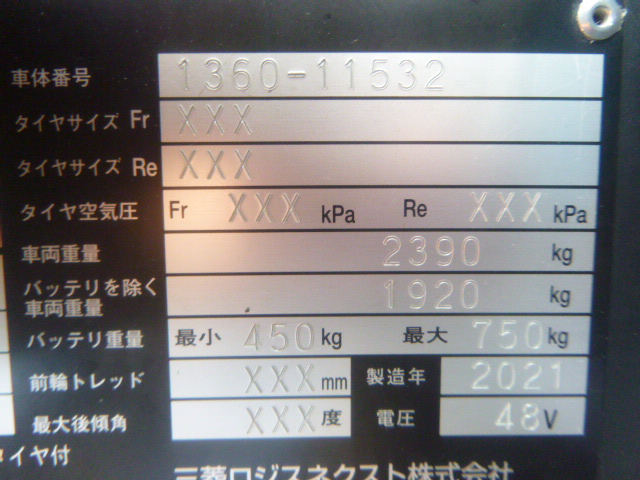 車体番号 1360-11532
タイヤサイズ Fr XXX
タイヤサイズ Re XXX
タイヤ空気圧 Fr XXX kPa Re XXX kPa
車両重量 2390 kg
バッテリを除く
車両重量 1920 kg
バッテリ重量 最小 450 kg 最大 750 kg
前輪トレッド XXX mm 製造年 2021
最大後傾角 XXX 度 電圧 48 V
タイヤ付
三菱ロジスネクスト株式会社